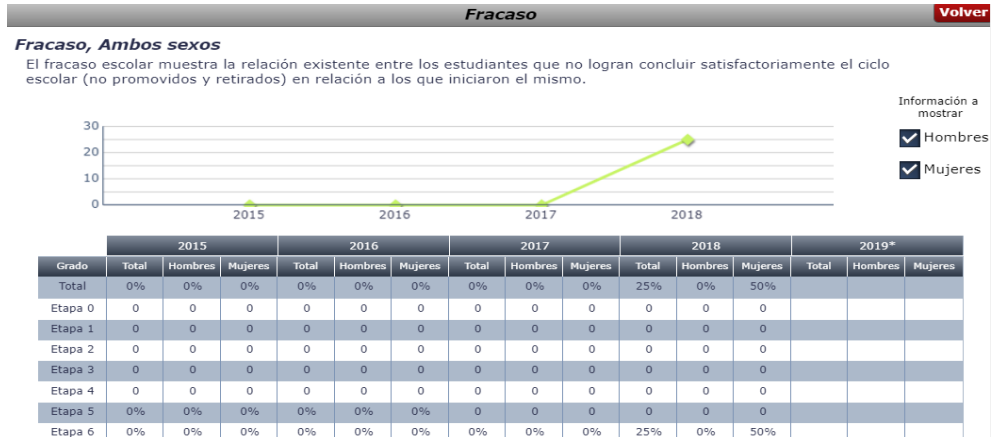 Fracaso
Volver
Fracaso, Ambos sexos
El fracaso escolar muestra la relación existente entre los estudiantes que no logran concluir satisfactoriamente el ciclo
escolar (no promovidos y retirados) en relación a los que iniciaron el mismo.
Información a
mostrar
Hombres
Mujeres
30
20
10
0
2015 2016 2017 2018
2015 2016 2017 2018 2019*
Grado Total Hombres Mujeres Total Hombres Mujeres Total Hombres Mujeres Total Hombres Mujeres Total Hombres Mujeres
Total 0% 0% 0% 0% 0% 0% 0% 0% 0% 25% 0% 50%
Etapa 0 0 0 0 0 0 0 0 0 0 0 0 0
Etapa 1 0 0 0 0 0 0 0 0 0 0 0 0
Etapa 2 0 0 0 0 0 0 0 0 0 0 0 0
Etapa 3 0 0 0 0 0 0 0 0 0 0 0 0
Etapa 4 0 0 0 0 0 0 0 0 0 0 0 0
Etapa 5 0% 0% 0% 0% 0% 0% 0 0 0 0 0 0
Etapa 6 0% 0% 0% 0% 0% 0% 0% 0% 0% 25% 0% 50%